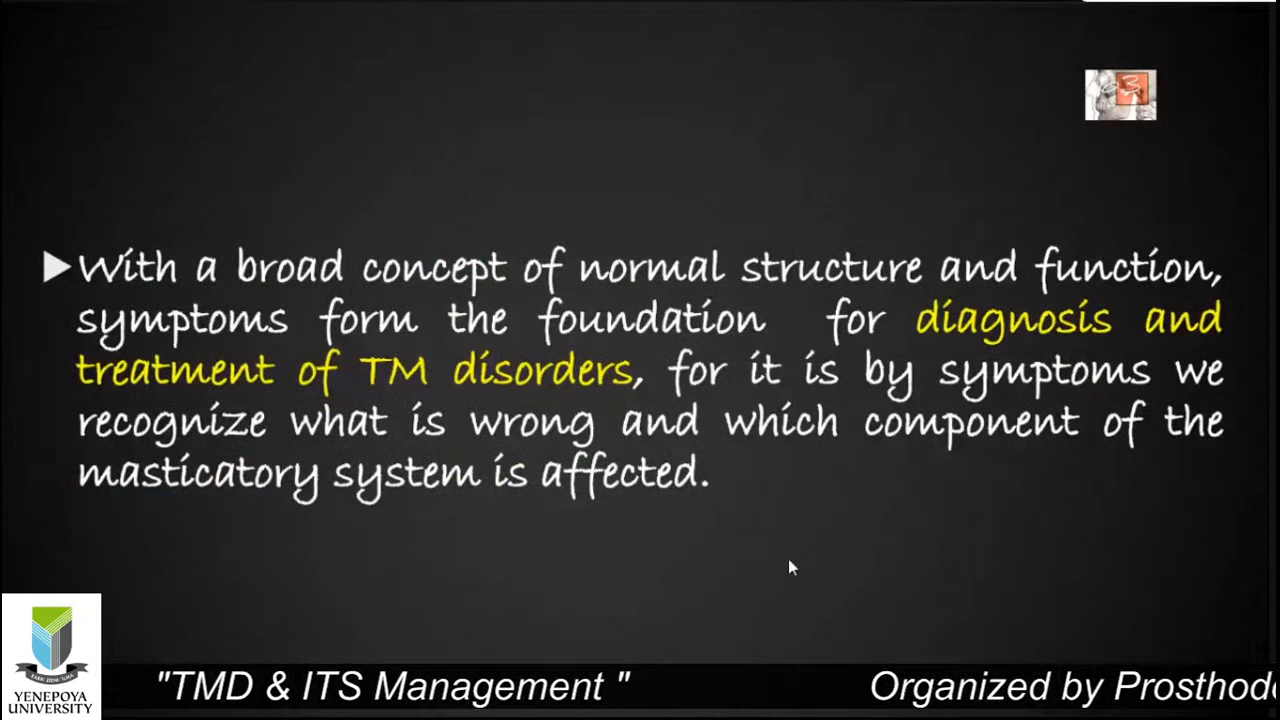 With a broad concept of normal structure and function,
symptoms form the foundation for diagnosis and
treatment of TM disorders, for it is by symptoms we
recognize what is wrong and which component of the
masticatory system is affected.
YENEPOYA
UNIVERSITY
"TMD & ITS Management " Organized by Prosthod